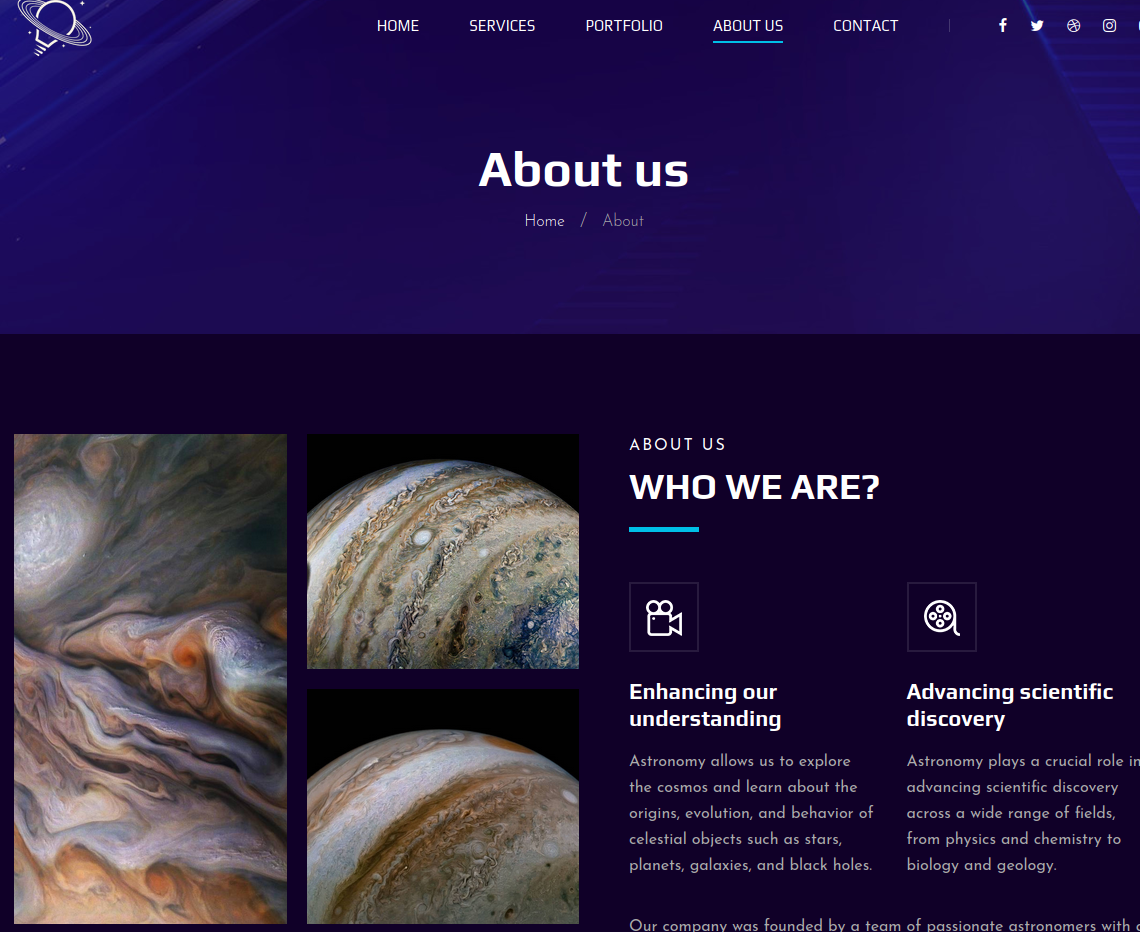 HOME SERVICES PORTFOLIO ABOUT US CONTACT
About us
Home / About
ABOUT US
WHO WE ARE?
Enhancing our
understanding
Astronomy allows us to explore
the cosmos and learn about the
origins, evolution, and behavior of
celestial objects such as stars,
planets, galaxies, and black holes.
Advancing scientific
discovery
Astronomy plays a crucial role in
advancing scientific discovery
across a wide range of fields,
from physics and chemistry to
biology and geology.
Our company was founded by a team of passionate astronomers with